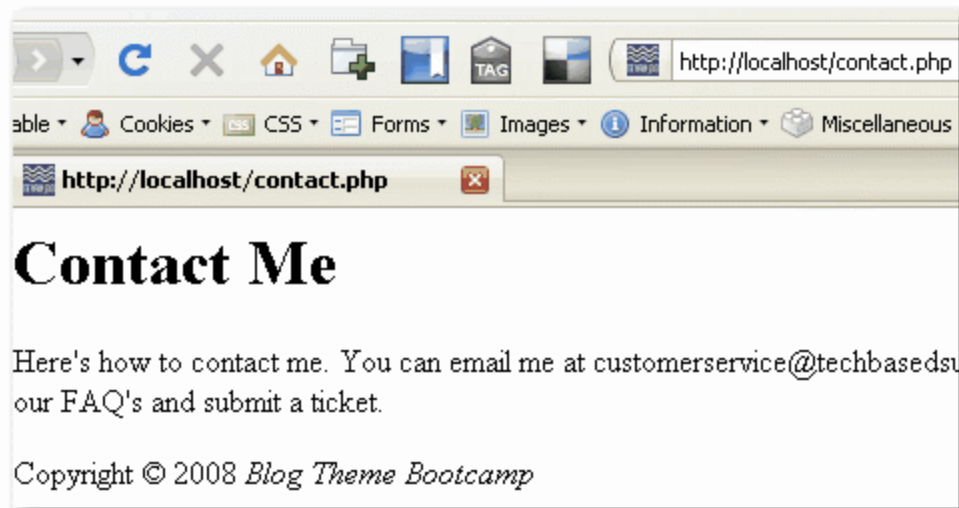 TAG
http://localhost/contact.php
able Cookies css CSS Forms Images Information Miscellaneous
http://localhost/contact.php
Contact Me
Here's how to contact me. You can email me at customerservice@techbasedsu
our FAQ's and submit a ticket.
Copyright © 2008 Blog Theme Bootcamp